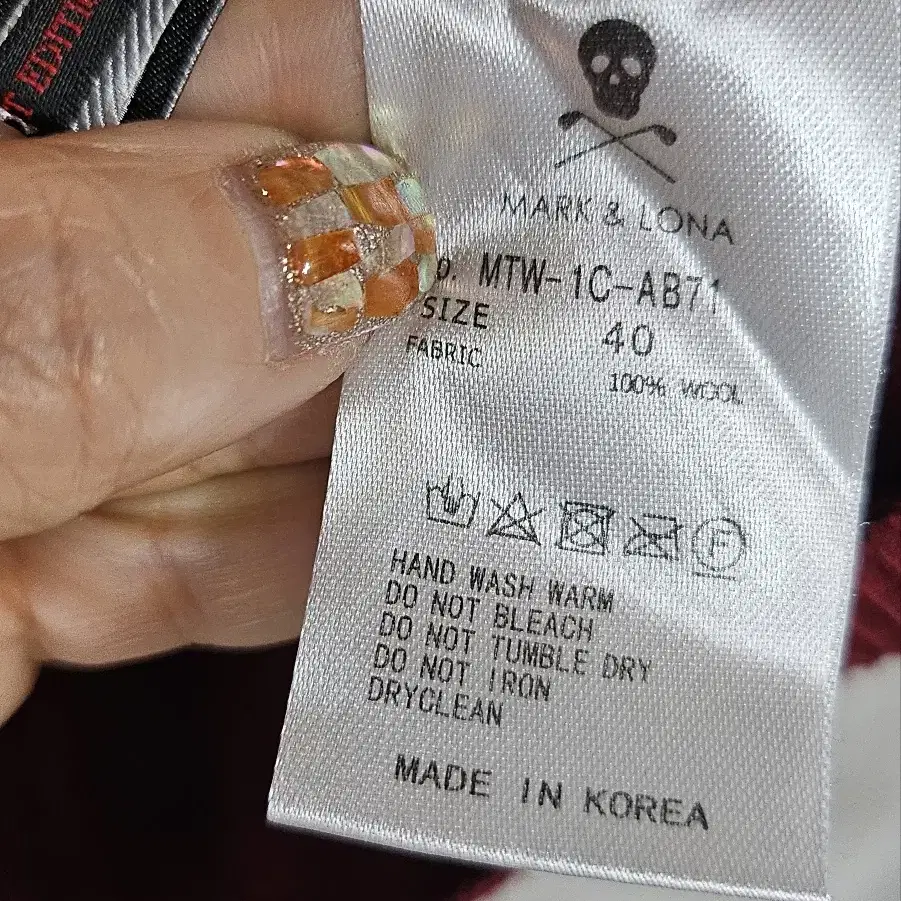 EDITI
MARK & LONA
MTW-1C-AB71
SIZE 40
FABRIC
100% WOOL
F
HAND WASH WARM
DO NOT BLEACH
DO NOT TUMBLE DRY
DO NOT IRON
DRYCLEAN
MADE IN KOREA